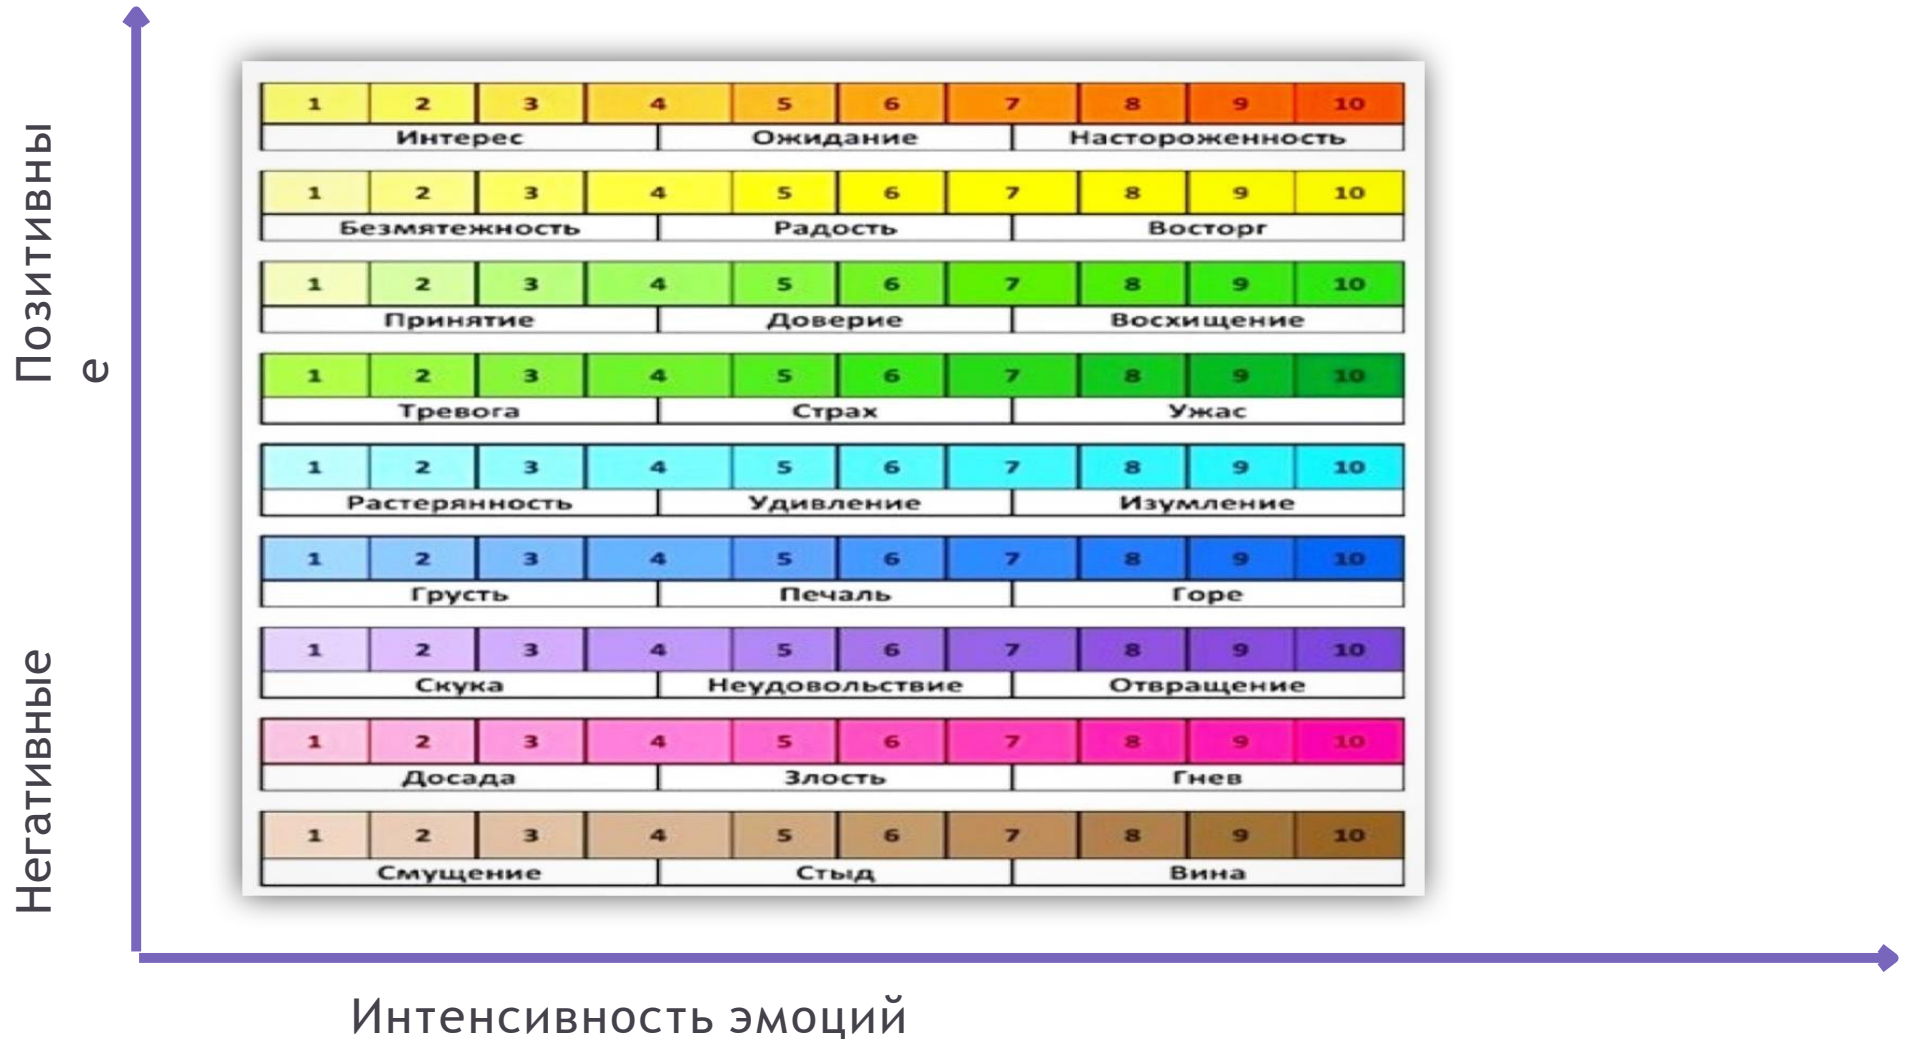 Позитивны
е
Негативные
1 2 3 4 5 6 7 8 9 10
Интерес Ожидание Настороженность
1 2 3 4 5 6 7 8 9 10
Безмятежность Радость Восторг
1 2 3 4 5 6 7 8 9 10
Принятие Доверие Восхищение
1 2 3 4 5 6 7 8 9 10
Тревога Страх Ужас
1 2 3 4 5 6 7 8 9 10
Растерянность Удивление Изумление
1 2 3 4 5 6 7 8 9 10
Грусть Печаль Горе
1 2 3 4 5 6 7 8 9 10
Скука Неудовольствие Отвращение
1 2 3 4 5 6 7 8 9 10
Досада Злость Гнев
1 2 3 4 5 6 7 8 9 10
Смущение Стыд Вина
Интенсивность эмоций